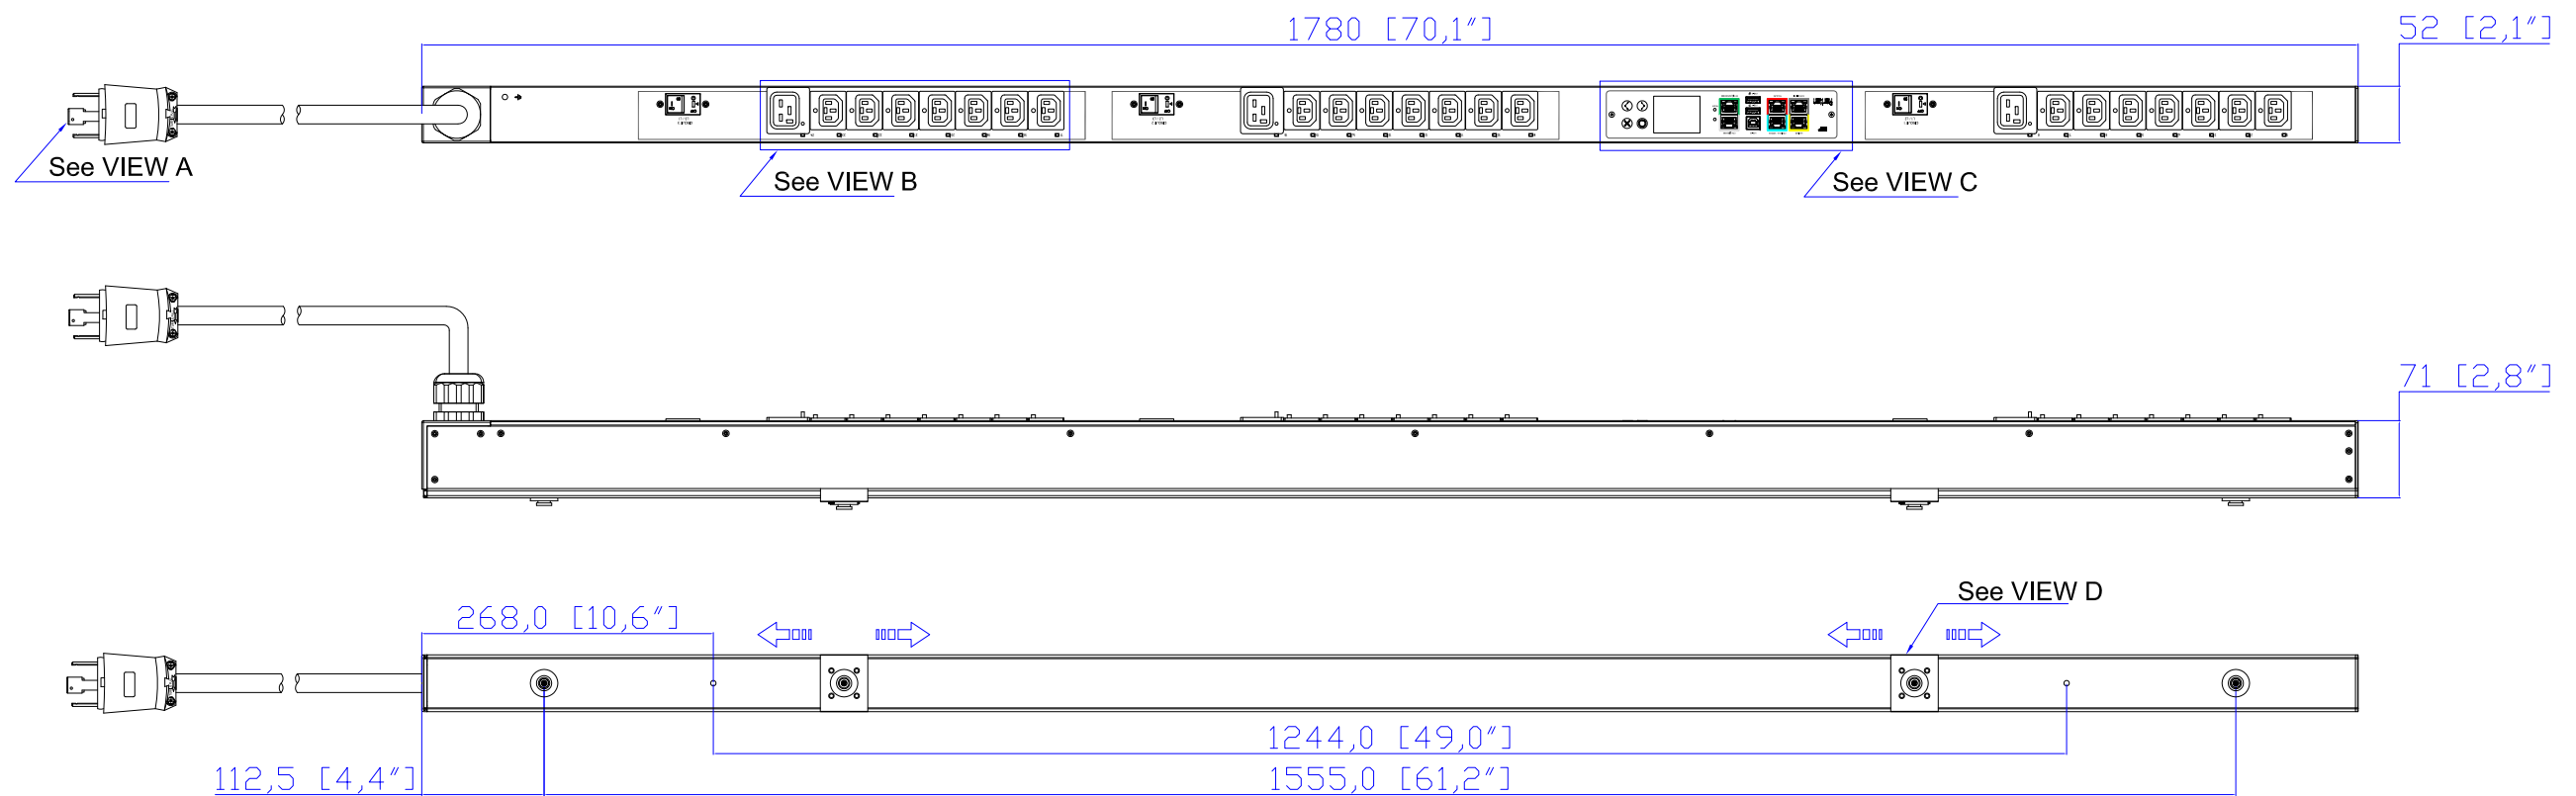 1780 [70,1"]
52 [2,1"]
See VIEW A
See VIEW B
See VIEW C
71 [2,8"]
See VIEW D
268,0 [10,6"]
1244,0 [49,0"]
112,5 [4,4"]
1555,0 [61,2"]